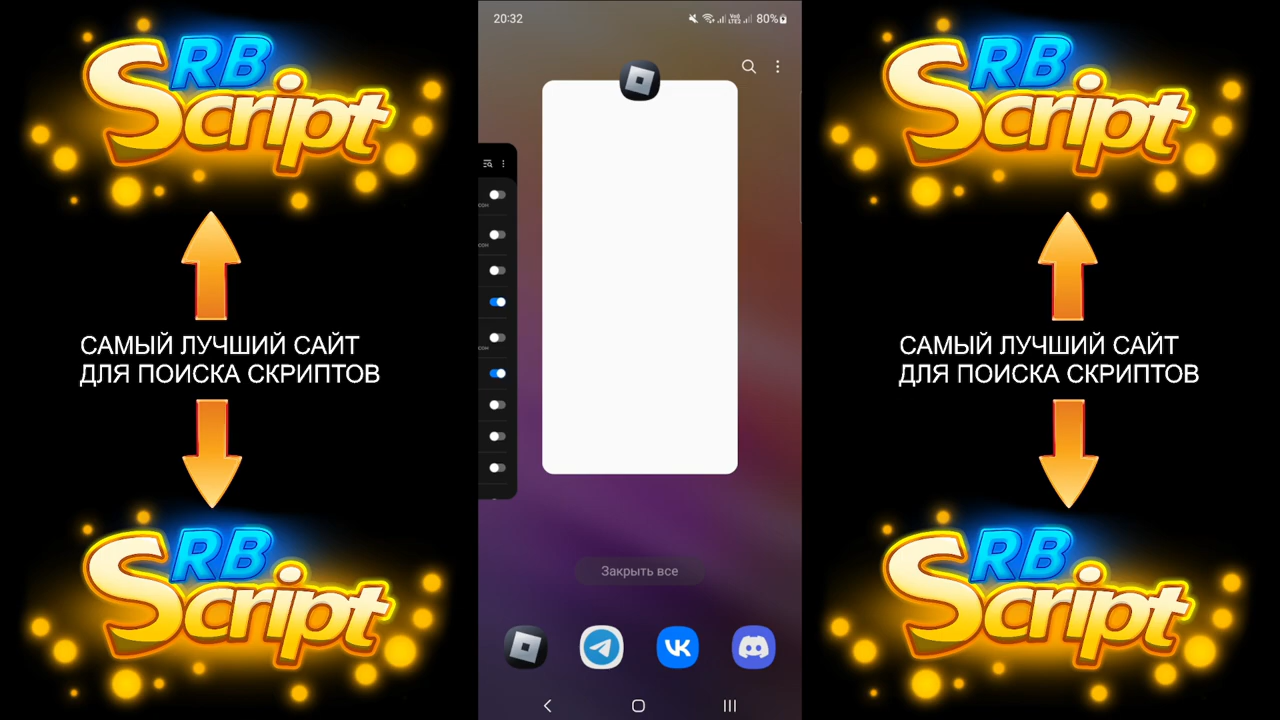 RB
Script
САМЫЙ ЛУЧШИЙ САЙТ
ДЛЯ ПОИСКА СКРИПТОВ
RB
Script
20:32
80%
Закрыть все
RB
Script
САМЫЙ ЛУЧШИЙ САЙТ
ДЛЯ ПОИСКА СКРИПТОВ
RB
Script